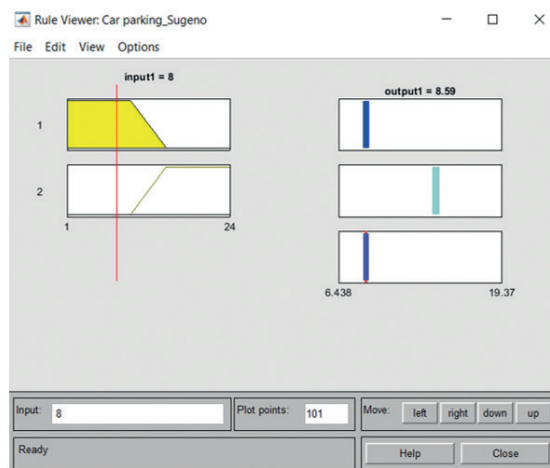 Rule Viewer: Car parking_Sugeno
File Edit View Options
input1 = 8
output1 = 8.59
1
2
1 24
6.438 19.37
Input: 8 Plot points: 101 Move: left right down up
Ready Help Close